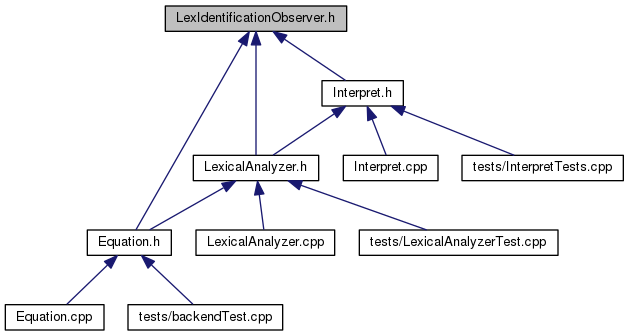 LexIdentificationObserver.h
Interpret.h
LexicalAnalyzer.h
Interpret.cpp
tests/InterpretTests.cpp
Equation.h
LexicalAnalyzer.cpp
tests/LexicalAnalyzerTest.cpp
Equation.cpp
tests/backendTest.cpp